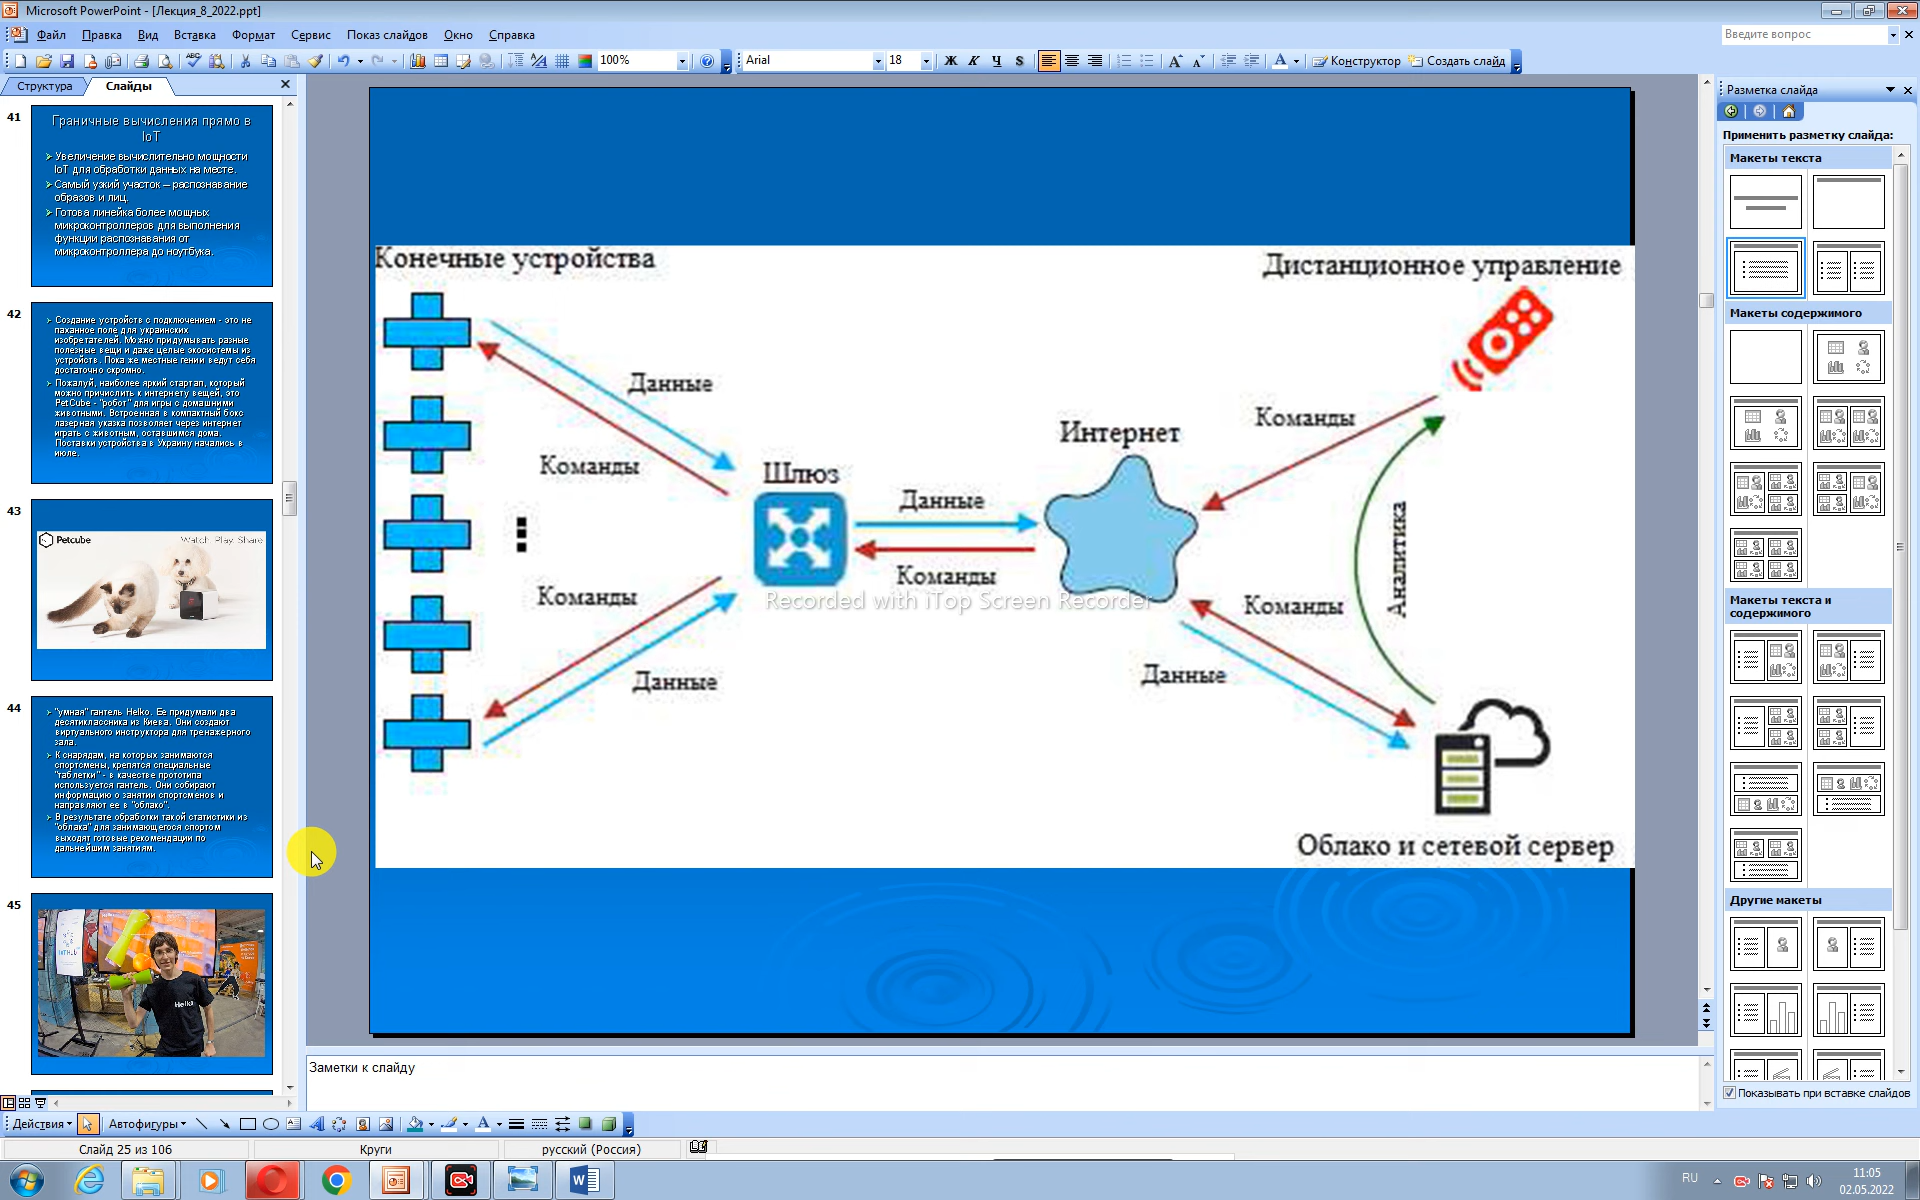 Microsoft PowerPoint - [Лекция_8_2022.ppt]
Файл Правка Вид Вставка Формат Сервис Показ слайдов Окно Справка
Введите вопрос
100%
Arial
18
Ж К Ч S
Конструктор
Создать слайд
Структура
Слайды
41
Граничные вычисления прямо в
IoT
Увеличение вычислительно мощности
IoT для обработки данных на месте.
Самый узкий участок – распознавание
образов и лиц.
Готова линейка более мощных
микроконтроллеров для выполнения
функции распознавания от
микроконтроллера до ноутбука.
42
Создание устройств с подключением - это не
паханное поле для украинских
изобретателей. Можно придумывать разные
полезные вещи и даже целые экосистемы из
устройств. Пока же местные гении ведут себя
достаточно скромно.
Пожалуй, наиболее яркий стартап, который
можно причислить к интернету вещей, это
PetCube - "робот" для игры с домашними
животными. Встроенная в компактный бокс
лазерная указка позволяет через интернет
играть с животным, оставшимся дома.
Поставки устройства в Украину начались в
июле.
43
Petcube
Watch. Play. Share
44
"умная" гантель Helko. Ее придумали два
десятиклассника из Киева. Они создают
виртуального инструктора для тренажерного
зала.
К снарядам, на которых занимаются
спортсмены, крепятся специальные
"таблетки" - в качестве прототипа
используется гантель. Они собирают
информацию о занятии спортсменов и
направляют ее в "облако".
В результате обработки такой статистики из
"облака" для занимающегося спортом
выходят готовые рекомендации по
дальнейшим занятиям.
45
Helko
Конечные устройства
Дистанционное управление
Данные
Команды
Интернет
Команды
Шлюз
Данные
Команды
Аналитика
Команды
Recorded with iTop Screen Recorder
Команды
Данные
Данные
Облако и сетевой сервер
Заметки к слайду
Разметка слайда
Применить разметку слайда:
Макеты текста
Макеты содержимого
Макеты текста и
содержимого
Другие макеты
Показывать при вставке слайдов
Действия
Автофигуры
Слайд 25 из 106
Круги
русский (Россия)
RU
11:05
02.05.2022